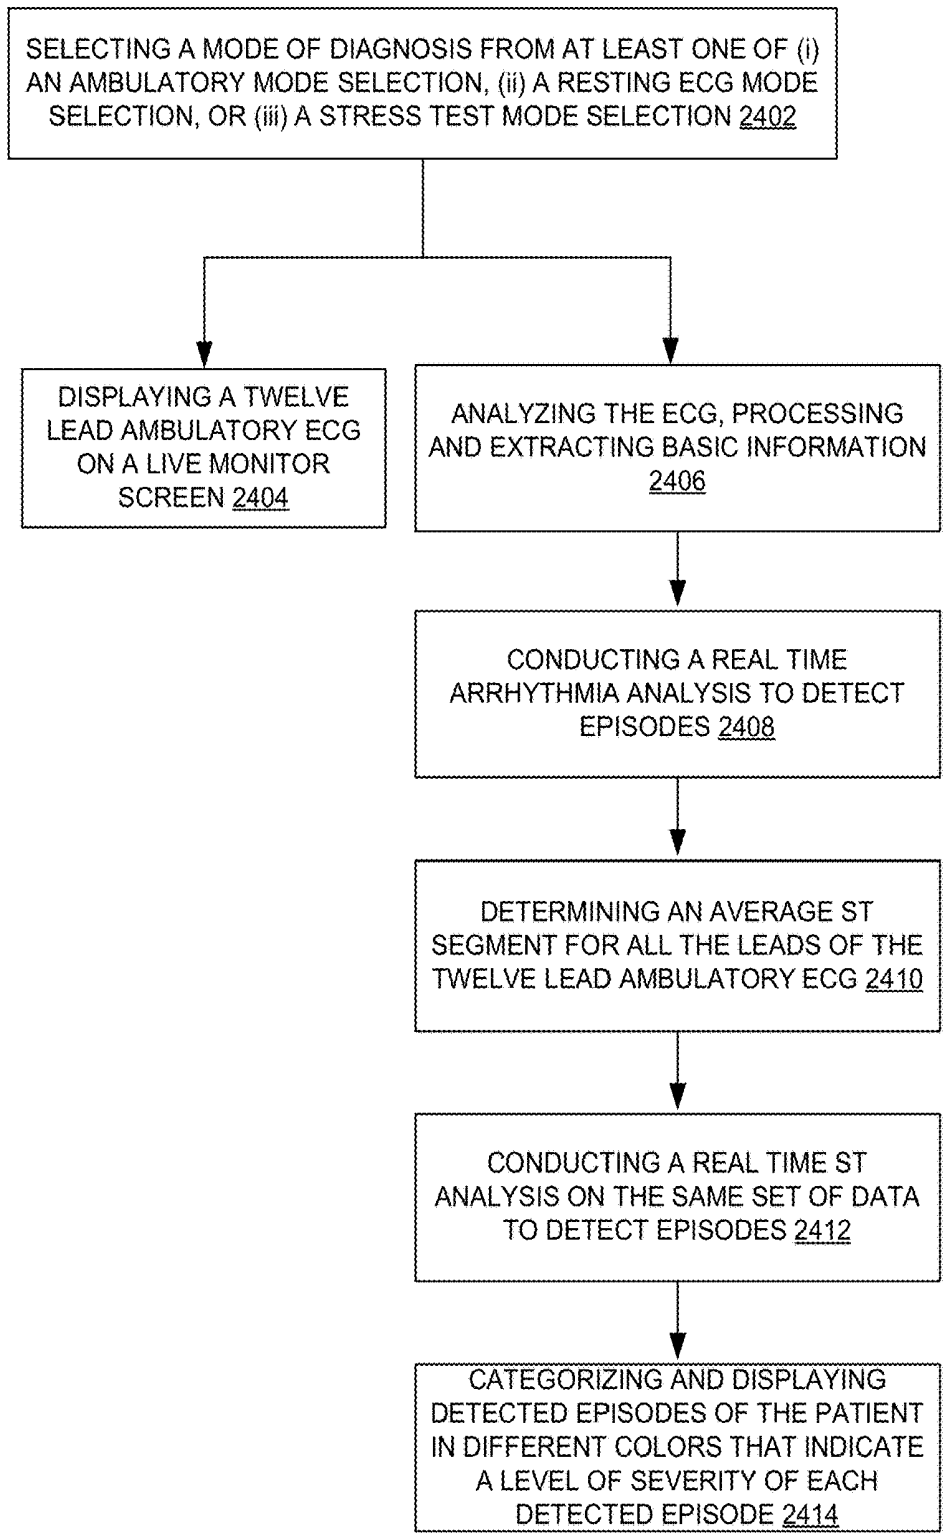 SELECTING A MODE OF DIAGNOSIS FROM AT LEAST ONE OF (i)
AN AMBULATORY MODE SELECTION, (ii) A RESTING ECG MODE
SELECTION, OR (iii) A STRESS TEST MODE SELECTION 2402
DISPLAYING A TWELVE
LEAD AMBULATORY ECG
ON A LIVE MONITOR
SCREEN 2404
ANALYZING THE ECG, PROCESSING
AND EXTRACTING BASIC INFORMATION
2406
CONDUCTING A REAL TIME
ARRHYTHMIA ANALYSIS TO DETECT
EPISODES 2408
DETERMINING AN AVERAGE ST
SEGMENT FOR ALL THE LEADS OF THE
TWELVE LEAD AMBULATORY ECG 2410
CONDUCTING A REAL TIME ST
ANALYSIS ON THE SAME SET OF DATA
TO DETECT EPISODES 2412
CATEGORIZING AND DISPLAYING
DETECTED EPISODES OF THE PATIENT
IN DIFFERENT COLORS THAT INDICATE
A LEVEL OF SEVERITY OF EACH
DETECTED EPISODE 2414